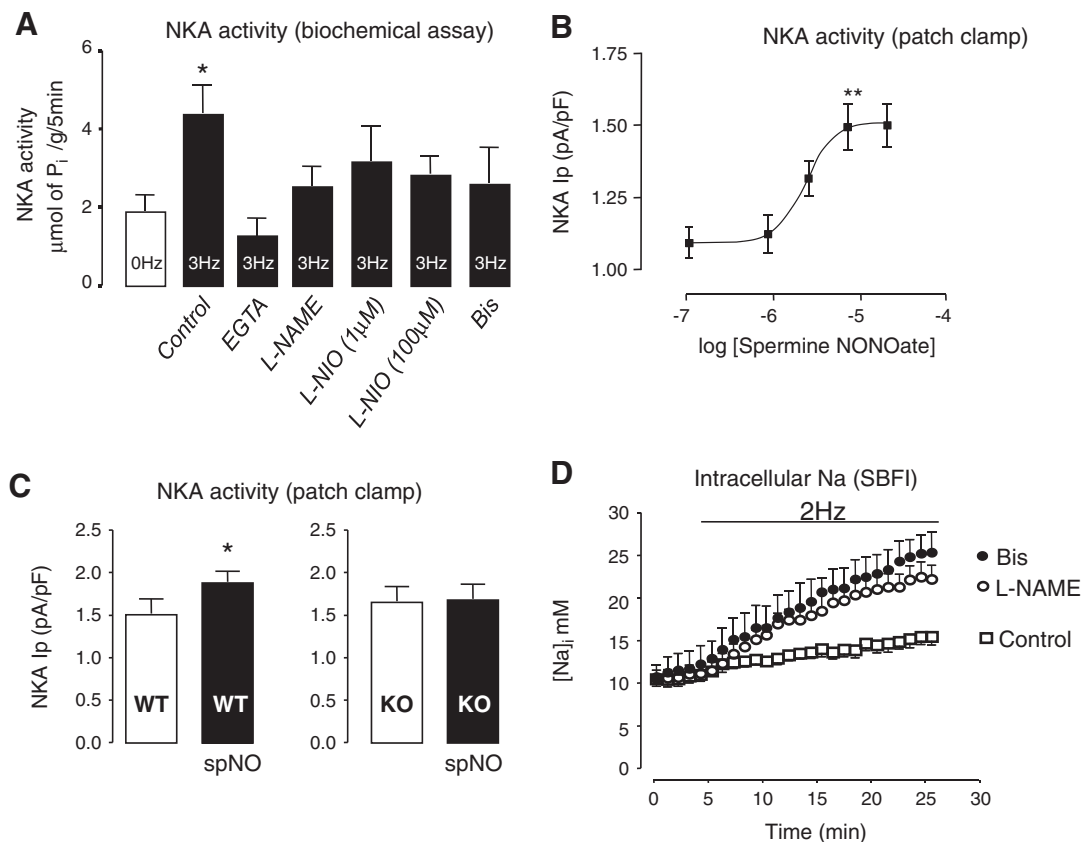 A
NKA activity (biochemical assay)
NKA activity
μmol of Pi /g/5min
6
4
2
0
*
0Hz
3Hz
3Hz
3Hz
3Hz
3Hz
3Hz
Control
EGTA
L-NAME
L-NIO (1μM)
L-NIO (100μM)
Bis
B
NKA activity (patch clamp)
NKA Ip (pA/pF)
1.75
1.50
1.25
1.00
**
-7
-6
-5
-4
log [Spermine NONOate]
C
NKA activity (patch clamp)
NKA Ip (pA/pF)
2.5
2.0
1.5
1.0
0.5
0.0
*
WT
WT
spNO
2.5
2.0
1.5
1.0
0.5
0.0
KO
KO
spNO
D
Intracellular Na (SBFI)
2Hz
[Na]i mM
30
25
20
15
10
5
0
0
5
10
15
20
25
30
Time (min)
Bis
L-NAME
Control